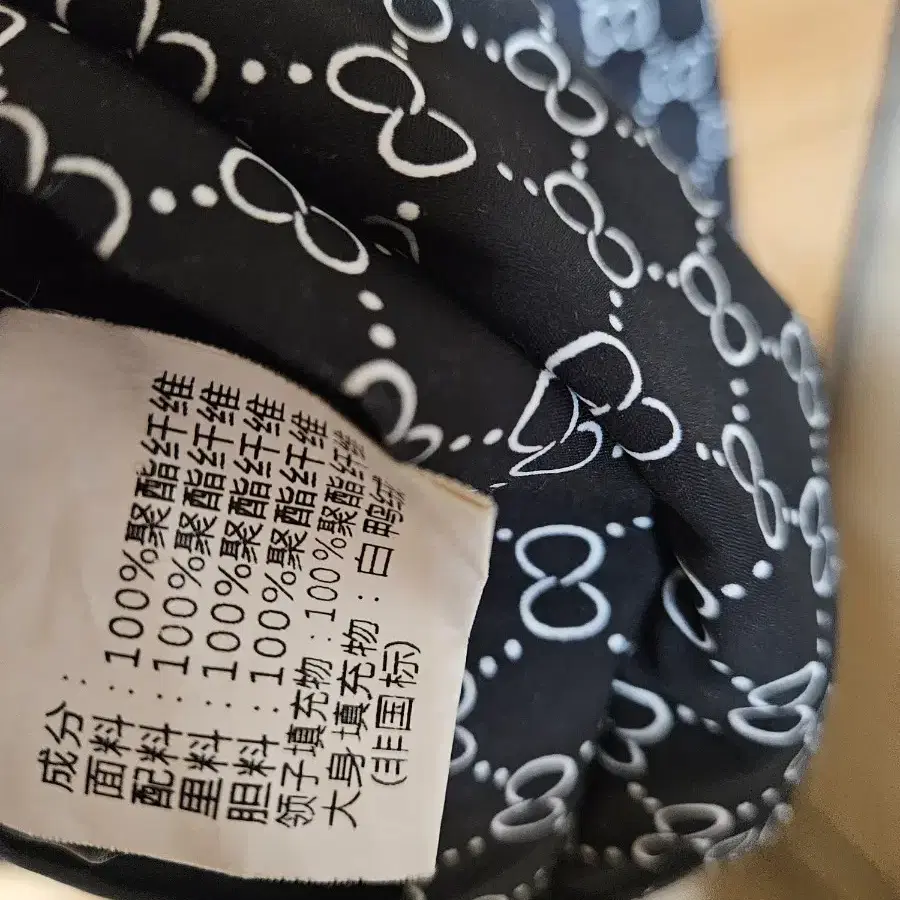 成分：
面料：100%聚酯纤维
配料：100%聚酯纤维
里料：100%聚酯纤维
胆料：100%聚酯纤维
领子填充物：100%聚酯纤维
大身填充物：白鸭绒
(非国标)